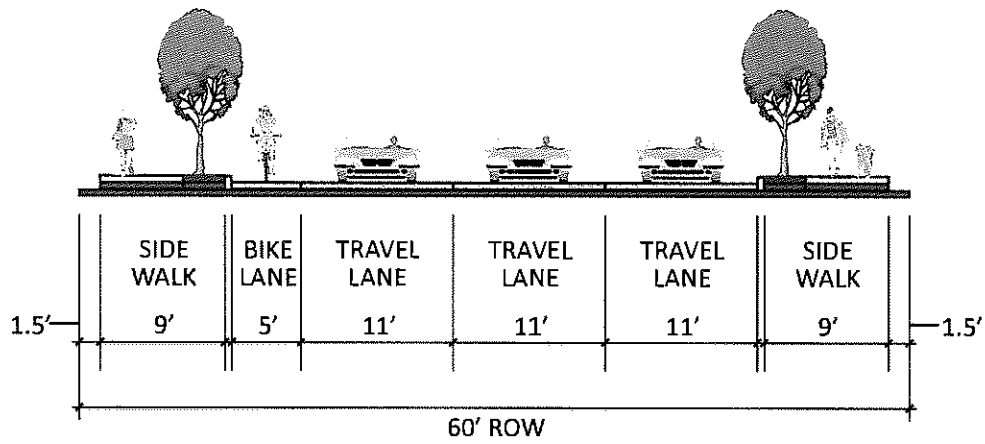 SIDE
WALK
BIKE
LANE
TRAVEL
LANE
TRAVEL
LANE
TRAVEL
LANE
SIDE
WALK
1.5' 9' 5' 11' 11' 11' 9' 1.5'
60' ROW